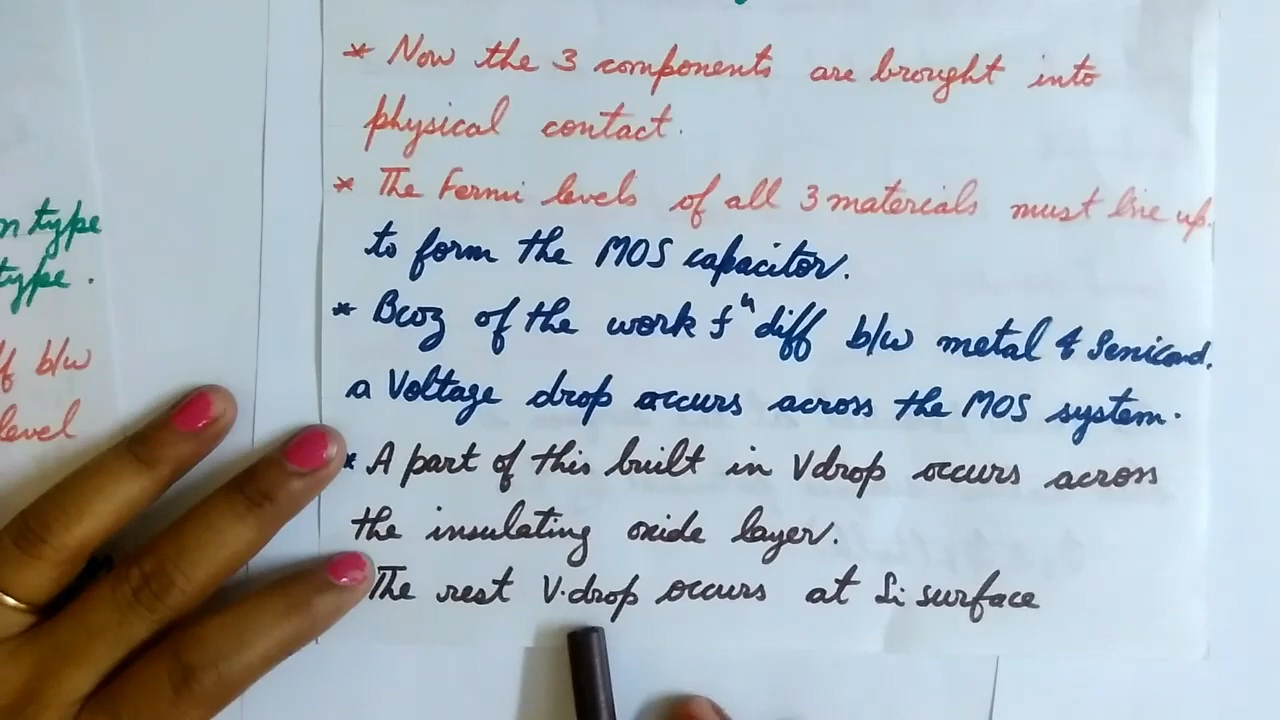 * Now the 3 components are brought into
physical contact.
* The Fermi levels of all 3 materials must line up.
to form the MOS capacitor.
* Bcoz of the work fⁿ diff b/w metal & Semicond.
a Voltage drop occurs across the MOS system.
* A part of this built in Vdrop occurs across
the insulating oxide layer.
The rest V.drop occurs at Si surface
n type
type.
f b/w
level